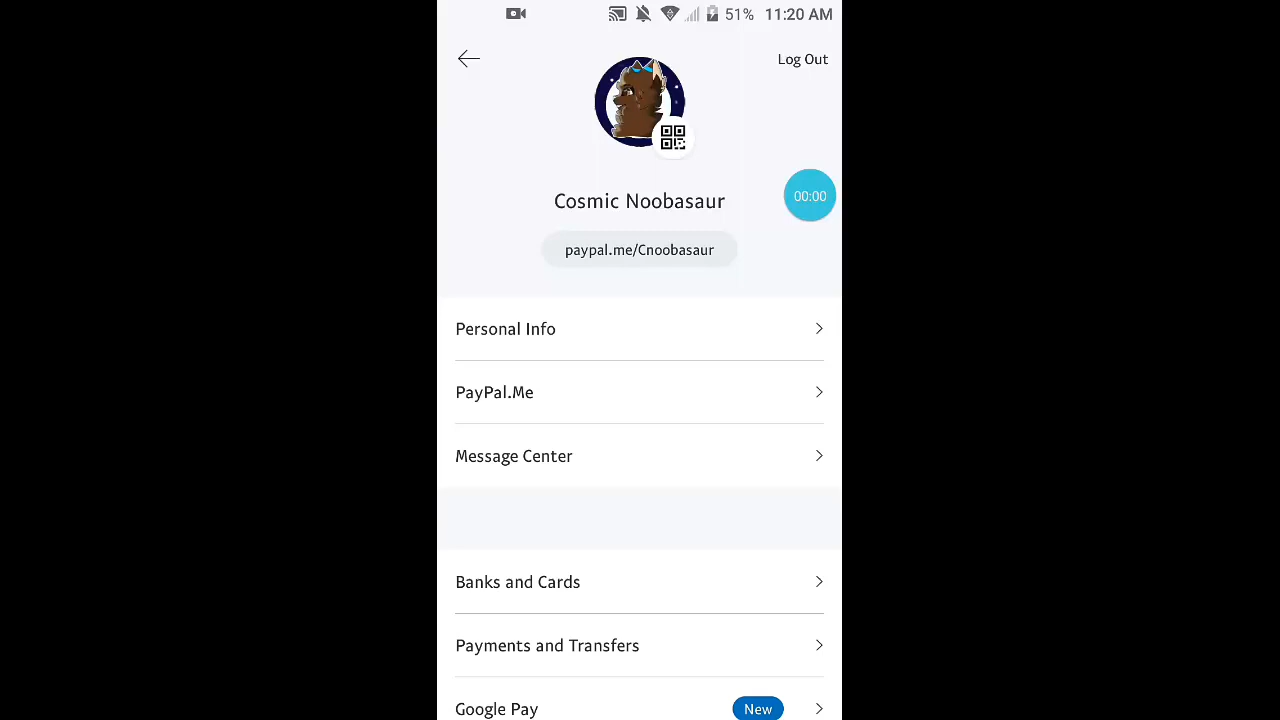 51% 11:20 AM
Log Out
Cosmic Noobasaur
00:00
paypal.me/Cnoobasaur
Personal Info
PayPal.Me
Message Center
Banks and Cards
Payments and Transfers
Google Pay New